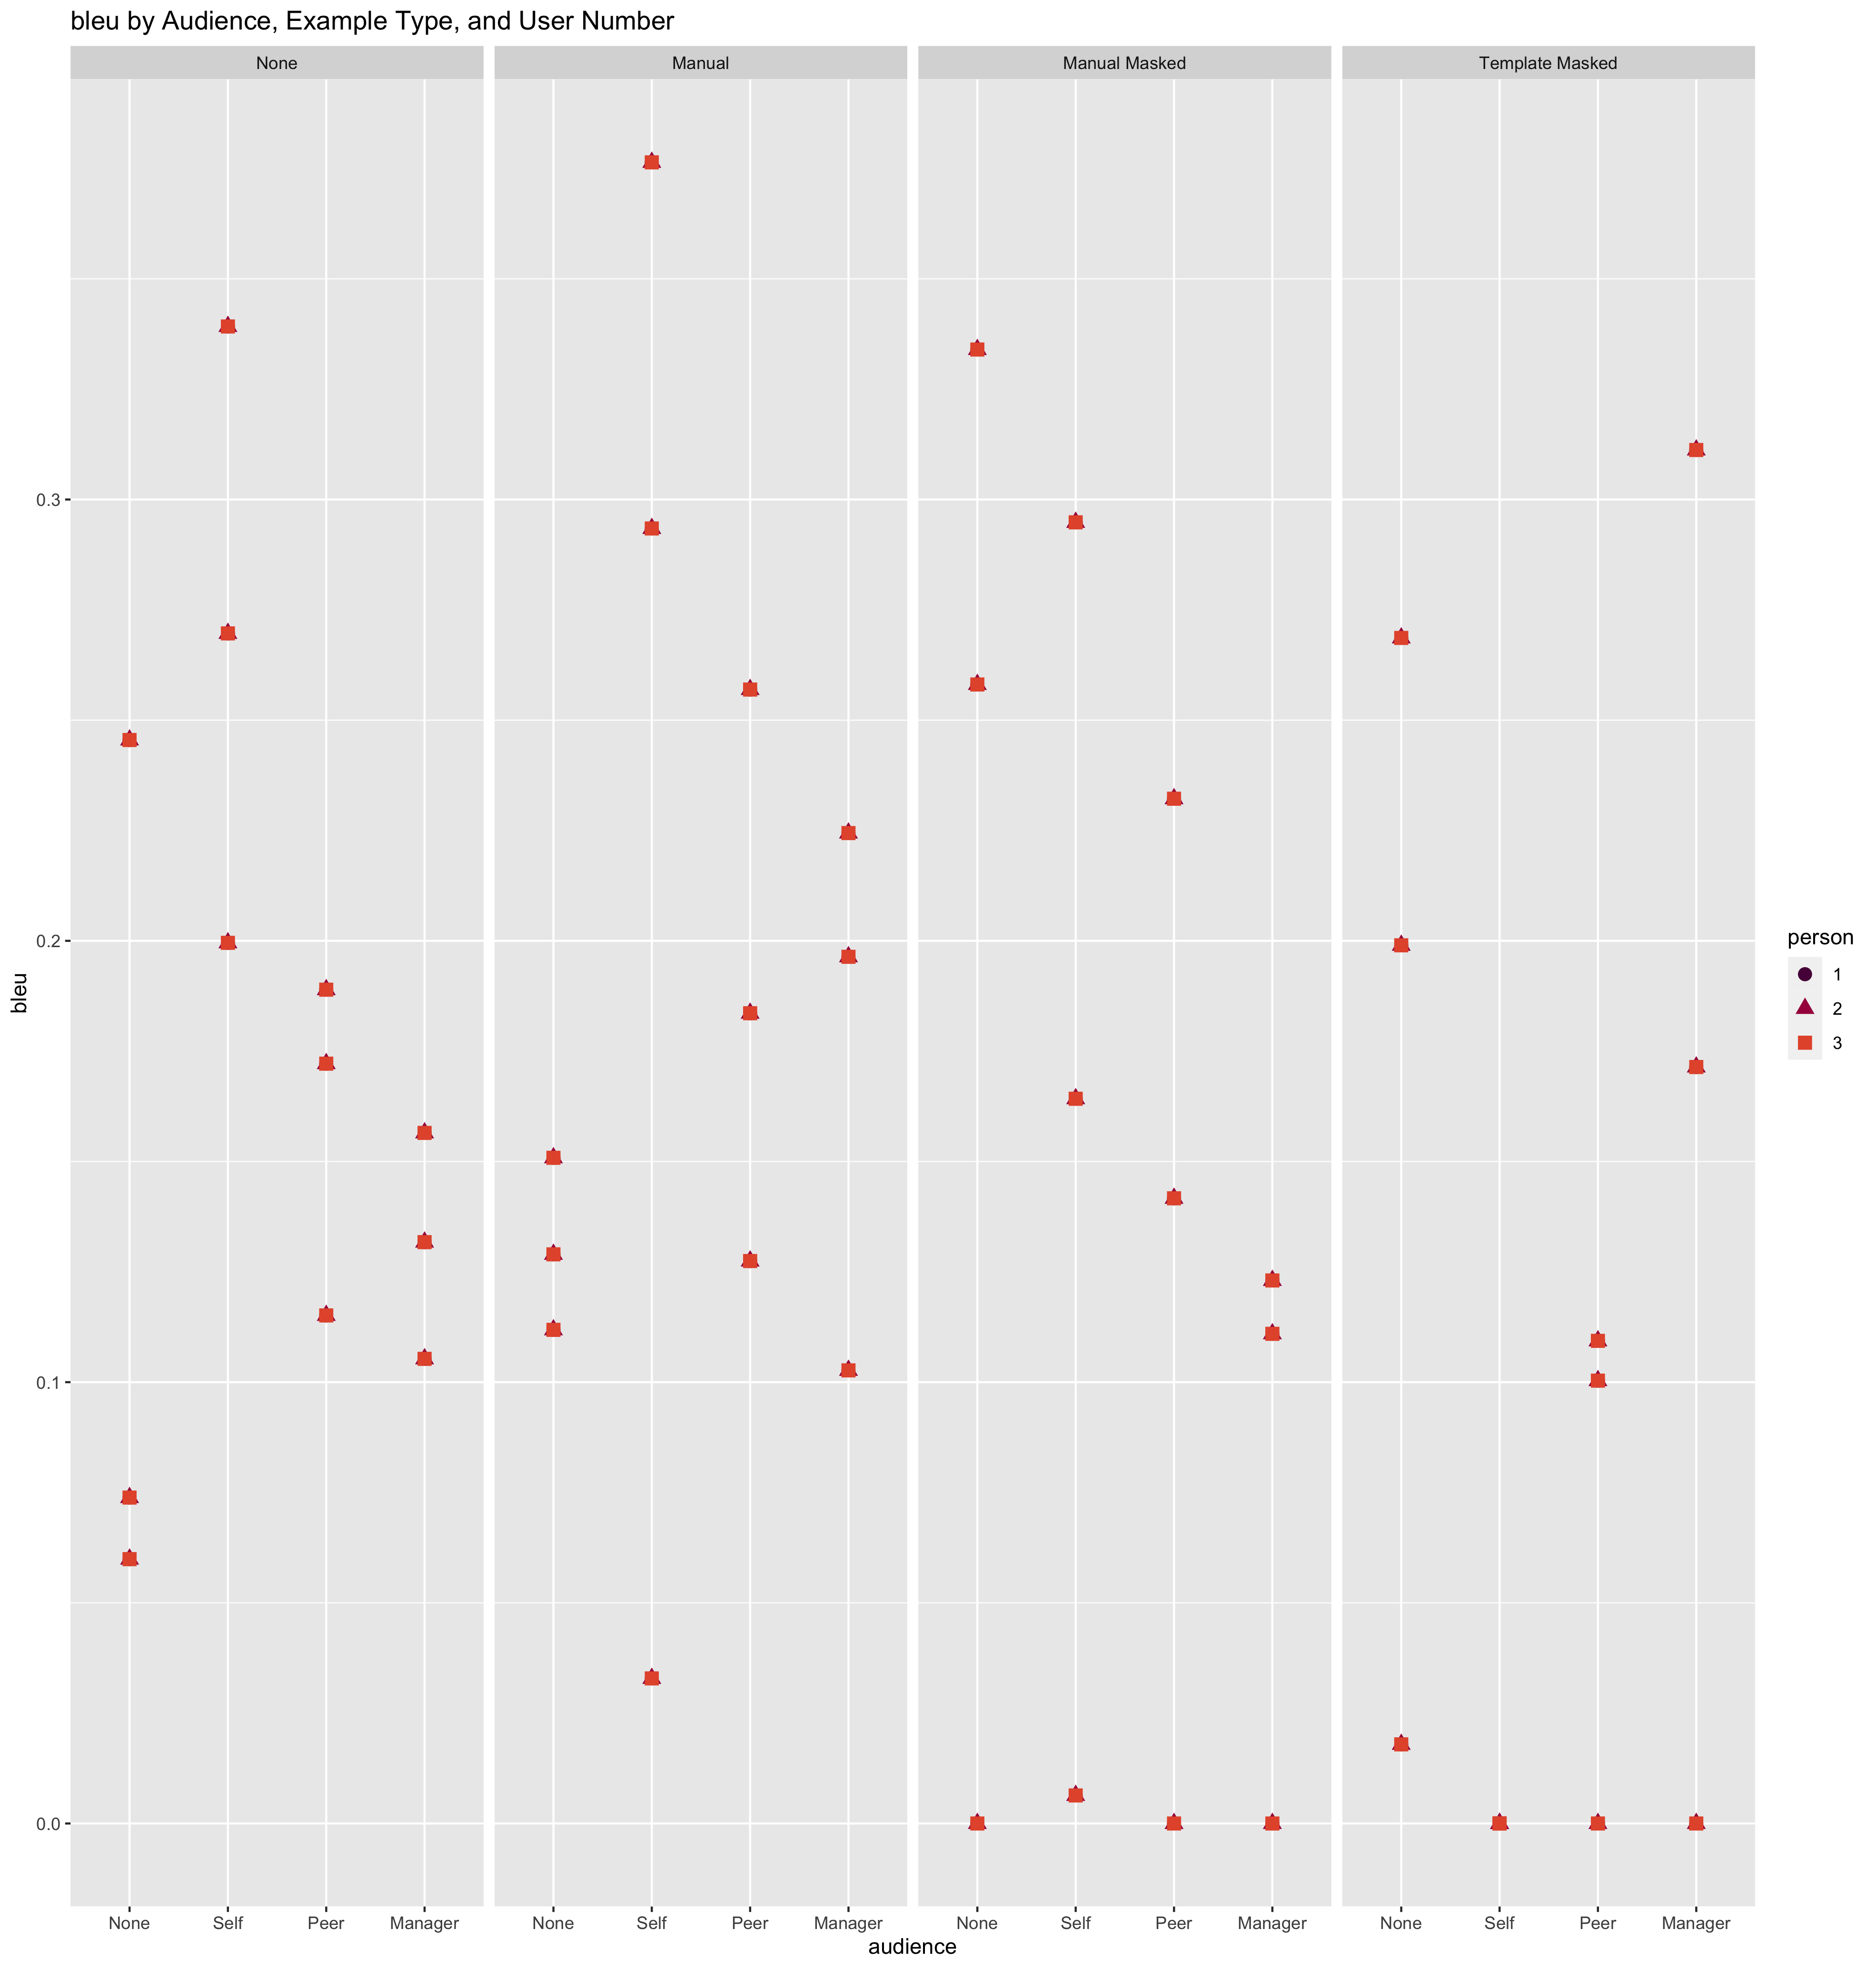 bleu by Audience, Example Type, and User Number
None
Manual
Manual Masked
Template Masked
0.3
0.2
0.1
0.0
bleu
None Self Peer Manager
None Self Peer Manager
None Self Peer Manager
None Self Peer Manager
audience
person
1
2
3